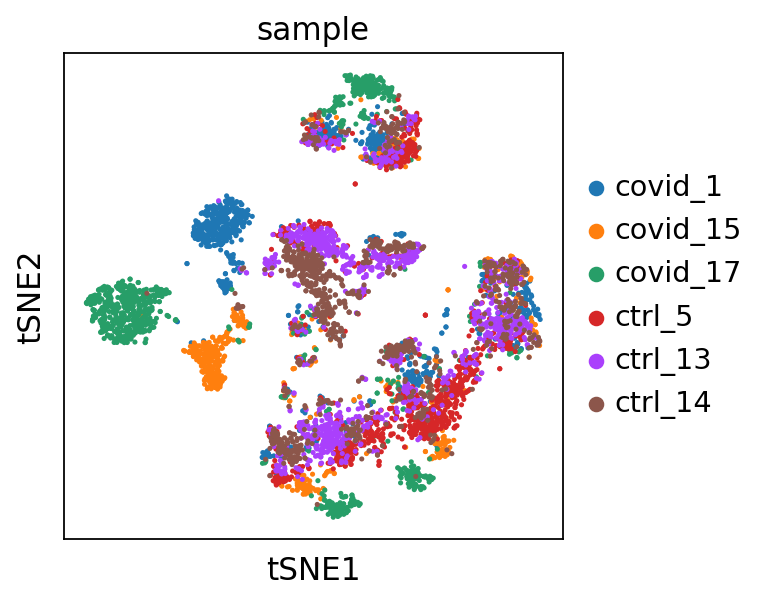 sample
tSNE2
tSNE1
covid_1
covid_15
covid_17
ctrl_5
ctrl_13
ctrl_14